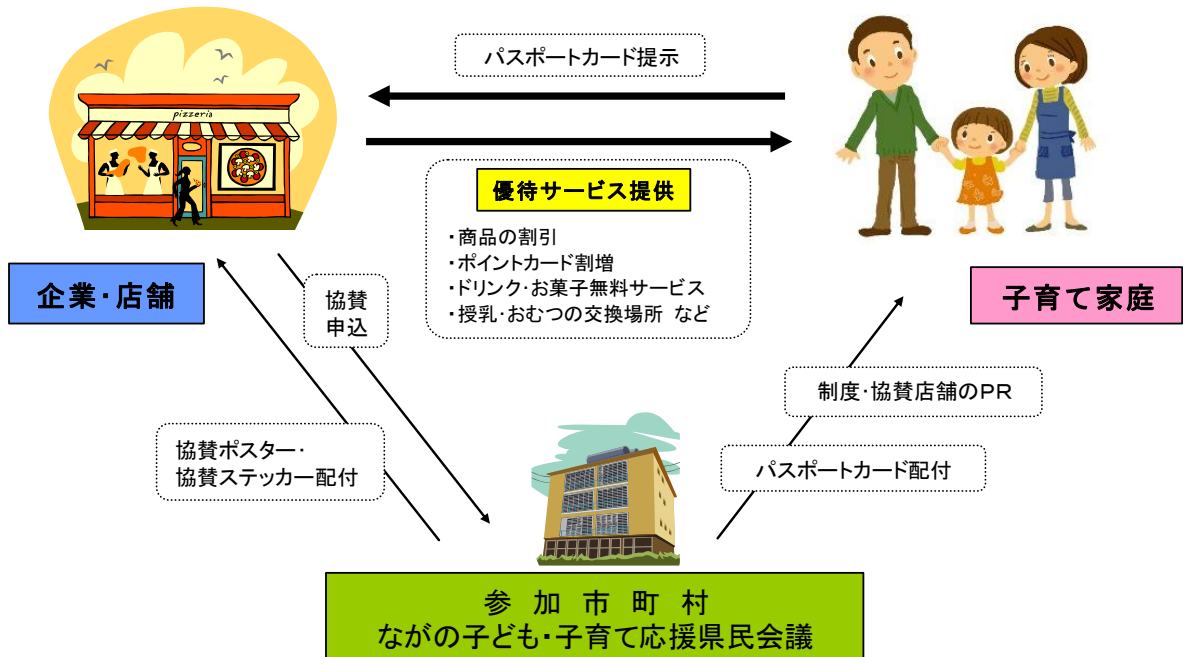 パスポートカード提示
pizzeria
優待サービス提供
・商品の割引
・ポイントカード割増
・ドリンク・お菓子無料サービス
・授乳・おむつの交換場所 など
企業・店舗
子育て家庭
協賛
申込
制度・協賛店舗のPR
協賛ポスター・
協賛ステッカー配付
パスポートカード配付
参 加 市 町 村
ながの子ども・子育て応援県民会議